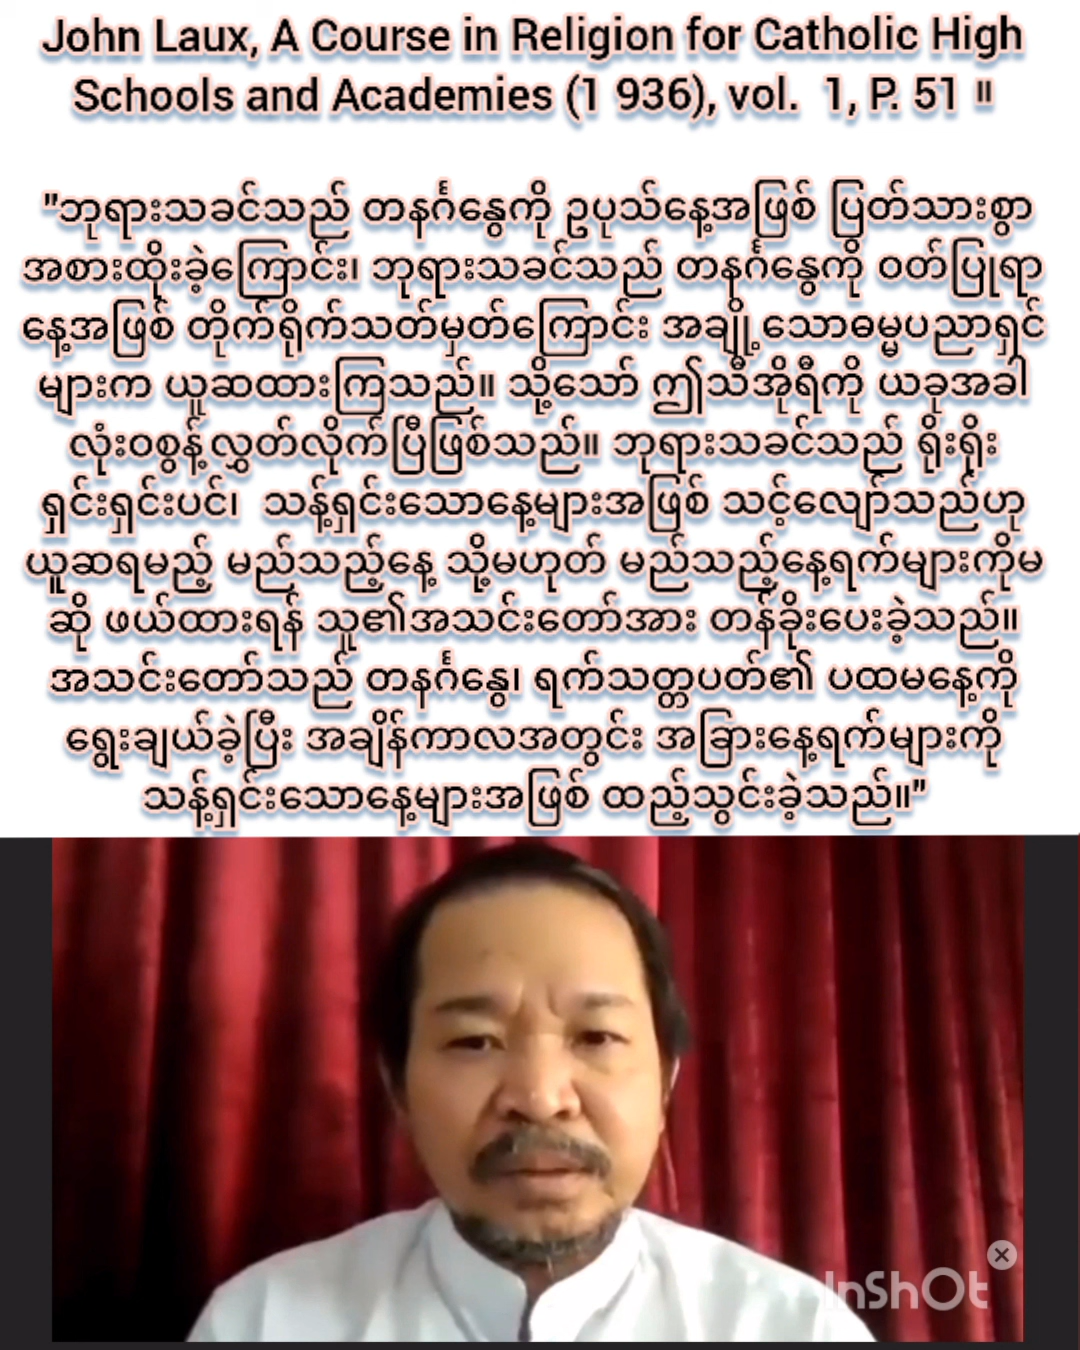 John Laux, A Course in Religion for Catholic High
Schools and Academies (1 936), vol. 1, P. 51 ။
"ဘုရားသခင်သည် တနင်္ဂနွေကို ဥပုသ်နေ့အဖြစ် ပြတ်သားစွာ
အစားထိုးခဲ့ကြောင်း၊ ဘုရားသခင်သည် တနင်္ဂနွေကို ဝတ်ပြုရာ
နေ့အဖြစ် တိုက်ရိုက်သတ်မှတ်ကြောင်း အချို့သောဓမ္မပညာရှင်
များက ယူဆထားကြသည်။ သို့သော် ဤသီအိုရီကို ယခုအခါ
လုံးဝစွန့်လွှတ်လိုက်ပြီဖြစ်သည်။ ဘုရားသခင်သည် ရိုးရိုး
ရှင်းရှင်းပင်၊ သန့်ရှင်းသောနေ့များအဖြစ် သင့်လျော်သည်ဟု
ယူဆရမည့် မည်သည့်နေ့ သို့မဟုတ် မည်သည့်နေ့ရက်များကိုမ
ဆို ဖယ်ထားရန် သူ၏အသင်းတော်အား တန်ခိုးပေးခဲ့သည်။
အသင်းတော်သည် တနင်္ဂနွေ၊ ရက်သတ္တပတ်၏ ပထမနေ့ကို
ရွေးချယ်ခဲ့ပြီး အချိန်ကာလအတွင်း အခြားနေ့ရက်များကို
သန့်ရှင်းသောနေ့များအဖြစ် ထည့်သွင်းခဲ့သည်။"
InShOt